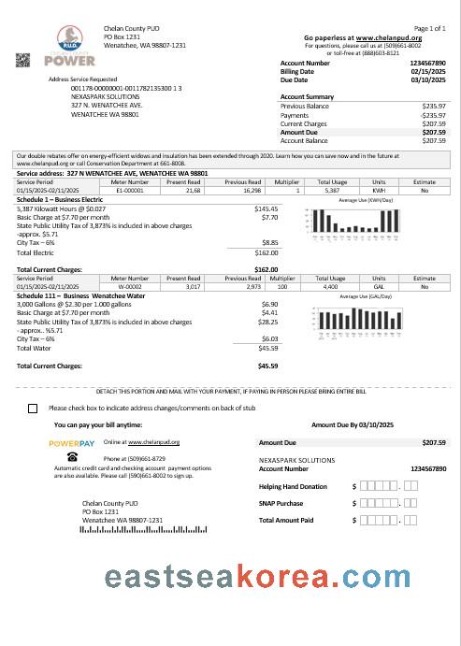 Chelan County PUD
PO Box 1231
Wenatchee, WA 98807-1231
P.U.D.
POWER
Page 1 of 1
Go paperless at www.chelanpud.org
For questions, please call us at (509)661-8002
or toll-free at (888)603-8121
Account Number 1234567890
Billing Date 02/15/2025
Due Date 03/10/2025
Address Service Requested
001178-00000001-0011782135300 1 3
NEXASPARK SOLUTIONS
327 N. WENATCHEE AVE.
WENATCHEE WA 98801
Account Summary
Previous Balance $235.97
Payments -$235.97
Current Charges $207.59
Amount Due $207.59
Account Balance $207.59
Our double rebates offer on energy-efficient widows and insulation has been extended through 2020. Learn how you can save now and in the future at
www.chelanpud.org or call Conservation Department at 661-8008.
Service address: 327 N WENATCHEE AVE, WENATCHEE, WA 98801
Service Period Meter Number Present Read Previous Read Multiplier Total Usage Units Estimate
01/15/2025-02/11/2025 E1-000001 21,68 16,298 1 5,387 KWH No
Schedule 1 – Business Electric
5,387 Kilowatt Hours @ $0.027 $145.45
Basic Charge at $7.70 per month $7.70
State Public Utility Tax of 3,873% is included in above charges
- approx. $5.71
City Tax – 6% $8.85
Total Electric $162.00
Average Use (KWH/Day)
Total Current Charges: $162.00
Service Period Meter Number Present Read Previous Read Multiplier Total Usage Units Estimate
01/15/2025-02/11/2025 W-00002 3,017 2,973 100 4,400 GAL No
Schedule 111 – Business Wenatchee Water
3,000 Gallons @ $2.30 per 1,000 gallons $6.90
Basic Charge at $7.70 per month $4.41
State Public Utility Tax of 3,873% is included in above charges $28.25
- approx.. %5.71
City Tax – 6% $6.03
Total Water $45.59
Average Use (GAL/Day)
Total Current Charges: $45.59
DETACH THIS PORTION AND MAIL WITH YOUR PAYMENT, IF PAYING IN PERSON PLEASE BRING ENTIRE BILL
Please check box to indicate address changes/comments on back of stub
You can pay your bill anytime:
POWERPAY Online at www.chelanpud.org
Phone at (509)661-8729
Automatic credit card and checking account payment options
are also available. Please call (590)661-8002 to sign up.
Amount Due By 03/10/2025
Amount Due $207.59
NEXASPARK SOLUTIONS
Account Number 1234567890
Helping Hand Donation $
SNAP Purchase $
Total Amount Paid $
Chelan County PUD
PO Box 1231
Wenatchee WA 98807-1231
eastseakorea.com